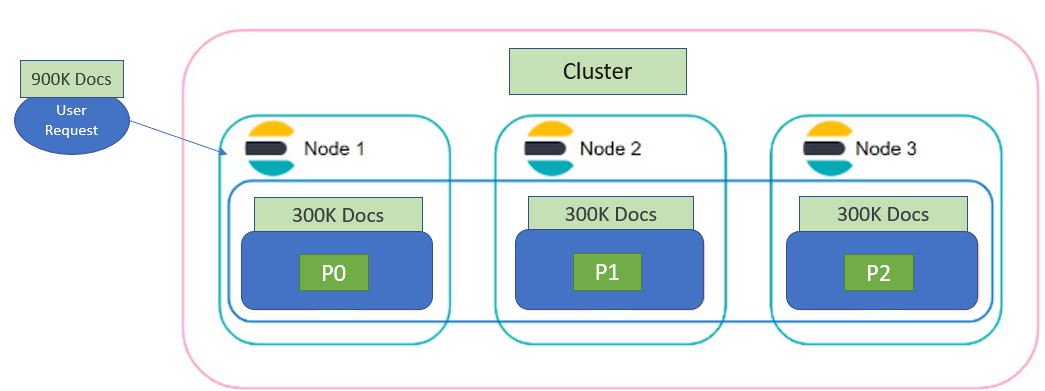 Cluster
900K Docs
User
Request
Node 1
Node 2
Node 3
300K Docs
300K Docs
300K Docs
P0
P1
P2